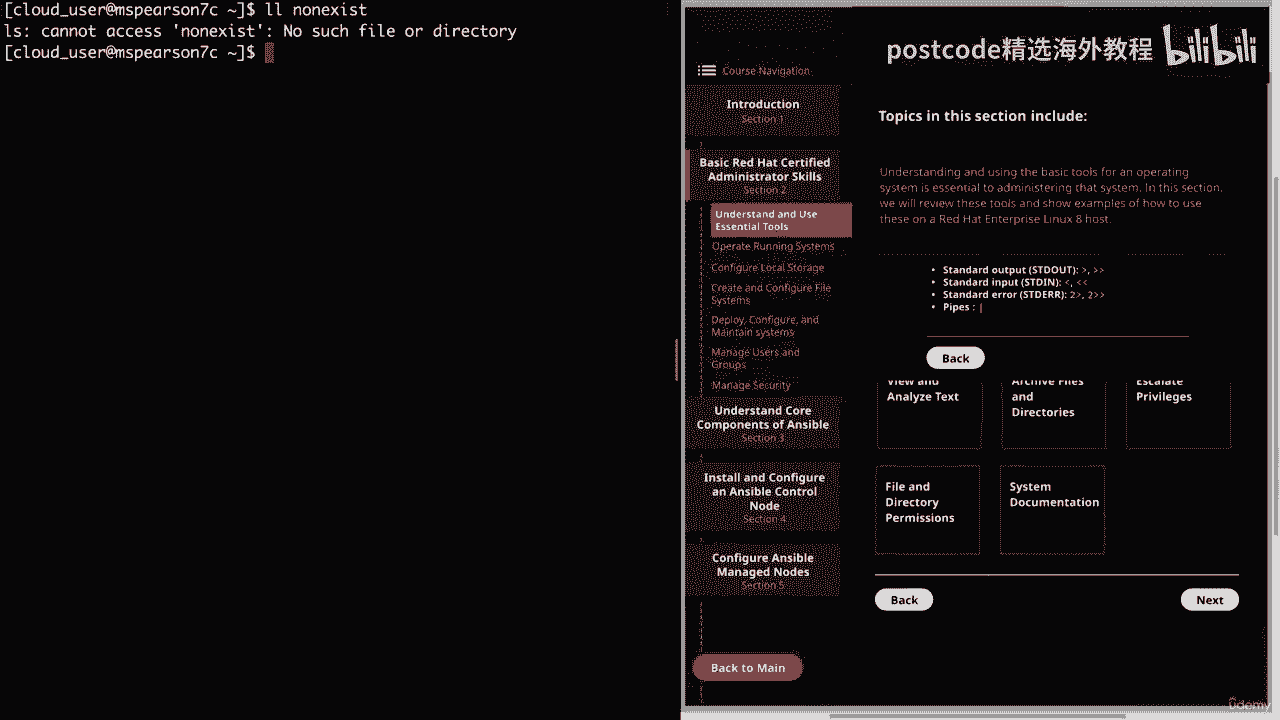 [cloud_user@mspearson7c ~]$ ll nonexist
ls: cannot access 'nonexist': No such file or directory
[cloud_user@mspearson7c ~]$
postcode精选海外教程 bilibili
Course Navigation
Introduction
Section 1
Basic Red Hat Certified
Administrator Skills
Section 2
Understand and Use
Essential Tools
Operate Running Systems
Configure Local Storage
Create and Configure File
Systems
Deploy, Configure, and
Maintain systems
Manage Users and
Groups
Manage Security
Understand Core
Components of Ansible
Section 3
Install and Configure
an Ansible Control
Node
Section 4
Configure Ansible
Managed Nodes
Section 5
Back to Main
Topics in this section include:
Understanding and using the basic tools for an operating
system is essential to administering that system. In this section,
we will review these tools and show examples of how to use
these on a Red Hat Enterprise Linux 8 host.
• Standard output (STDOUT): >, >>
• Standard input (STDIN): <, <<
• Standard error (STDERR): 2>, 2>>
• Pipes : |
Back
View and
Analyze Text
Archive Files
and
Directories
Escalate
Privileges
File and
Directory
Permissions
System
Documentation
Back
Next
ûdemy